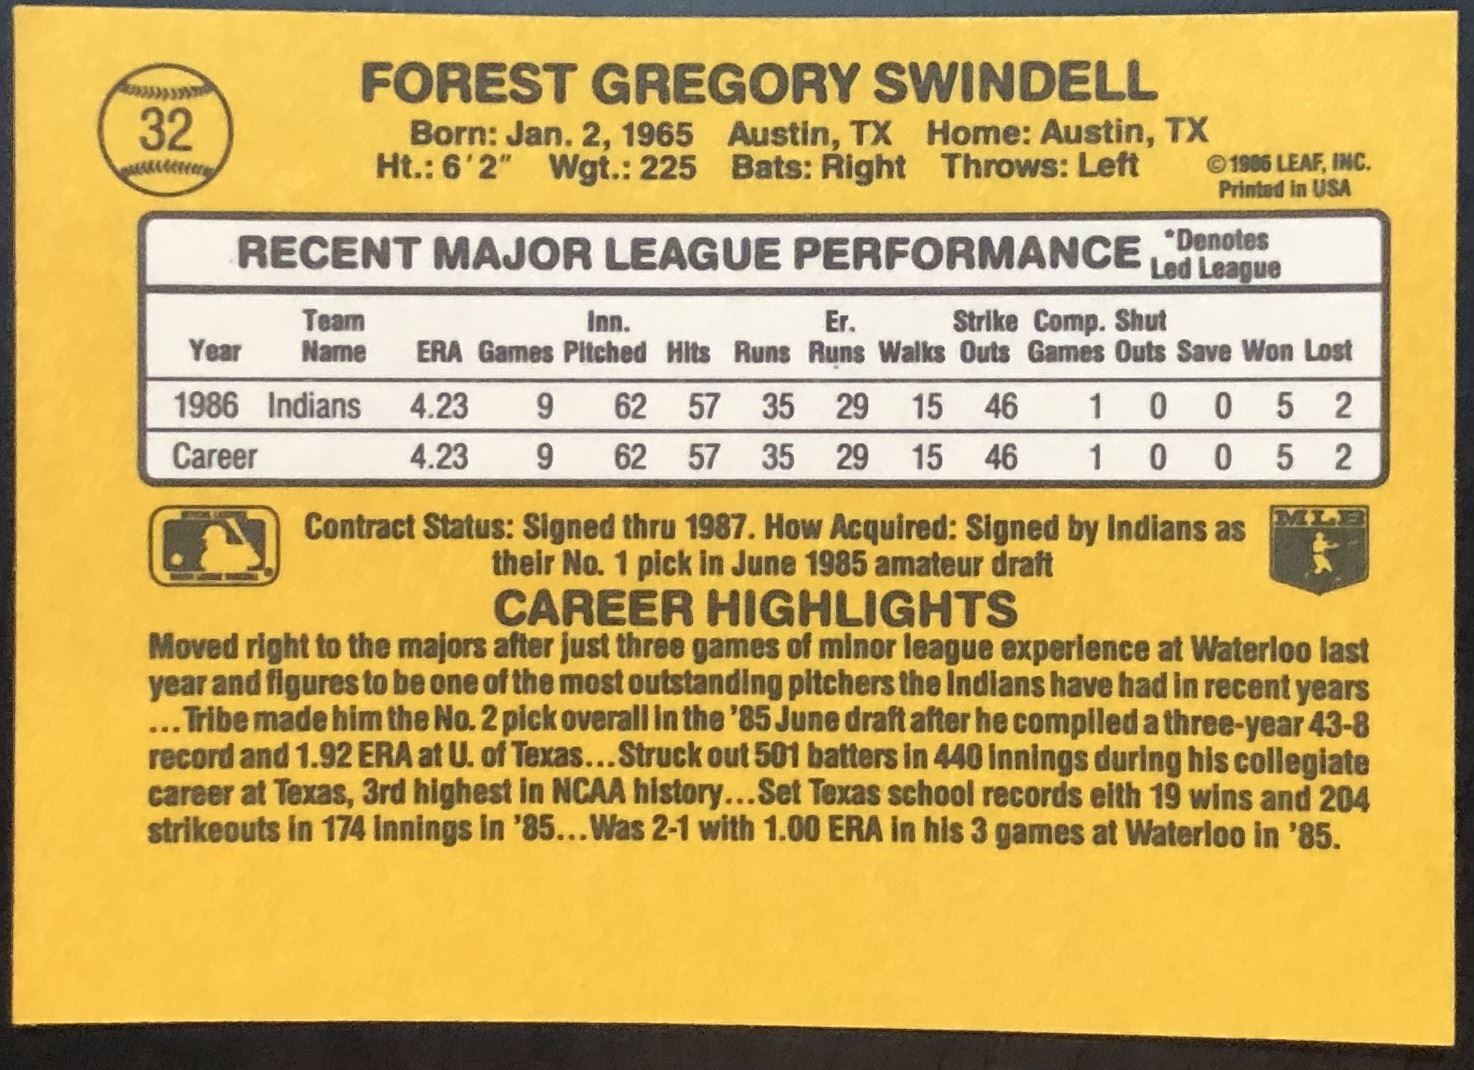 32
FOREST GREGORY SWINDELL
Born: Jan. 2, 1965 Austin, TX Home: Austin, TX
Ht.: 6'2" Wgt.: 225 Bats: Right Throws: Left
© 1986 LEAF, INC.
Printed in USA
RECENT MAJOR LEAGUE PERFORMANCE *Denotes
Led League
Team Inn. Er. Strike Comp. Shut
Year Name ERA Games Pitched Hits Runs Runs Walks Outs Games Outs Save Won Lost
1986 Indians 4.23 9 62 57 35 29 15 46 1 0 0 5 2
Career 4.23 9 62 57 35 29 15 46 1 0 0 5 2
Contract Status: Signed thru 1987. How Acquired: Signed by Indians as
their No. 1 pick in June 1985 amateur draft
MLB
CAREER HIGHLIGHTS
Moved right to the majors after just three games of minor league experience at Waterloo last
year and figures to be one of the most outstanding pitchers the Indians have had in recent years
...Tribe made him the No. 2 pick overall in the '85 June draft after he compiled a three-year 43-8
record and 1.92 ERA at U. of Texas...Struck out 501 batters in 440 innings during his collegiate
career at Texas, 3rd highest in NCAA history...Set Texas school records eith 19 wins and 204
strikeouts in 174 innings in '85...Was 2-1 with 1.00 ERA in his 3 games at Waterloo in '85.